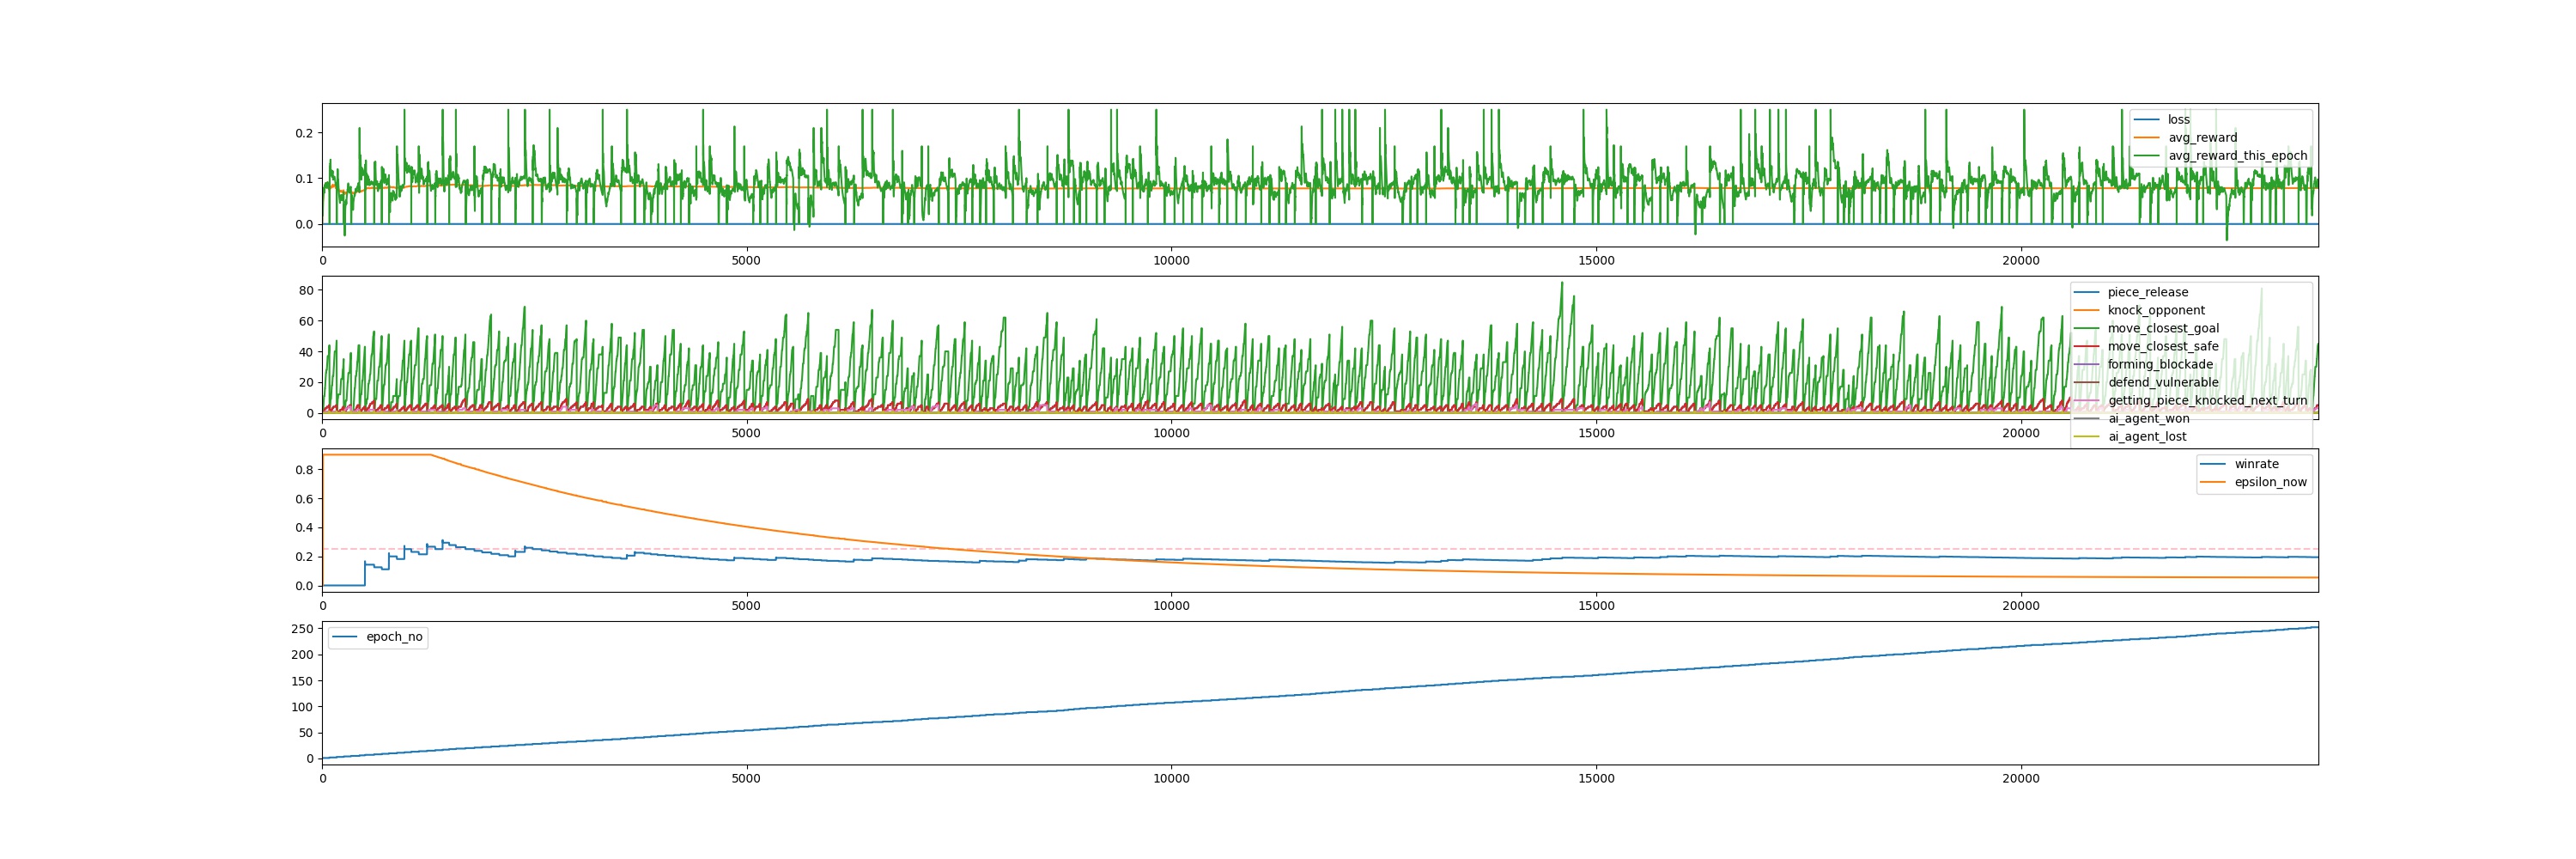 0.2
0.1
0.0
loss
avg_reward
avg_reward_this_epoch
0 5000 10000 15000 20000
80
60
40
20
0
piece_release
knock_opponent
move_closest_goal
move_closest_safe
forming_blockade
defend_vulnerable
getting_piece_knocked_next_turn
ai_agent_won
ai_agent_lost
0 5000 10000 15000 20000
0.8
0.6
0.4
0.2
0.0
winrate
epsilon_now
0 5000 10000 15000 20000
250
200
150
100
50
0
epoch_no
0 5000 10000 15000 20000